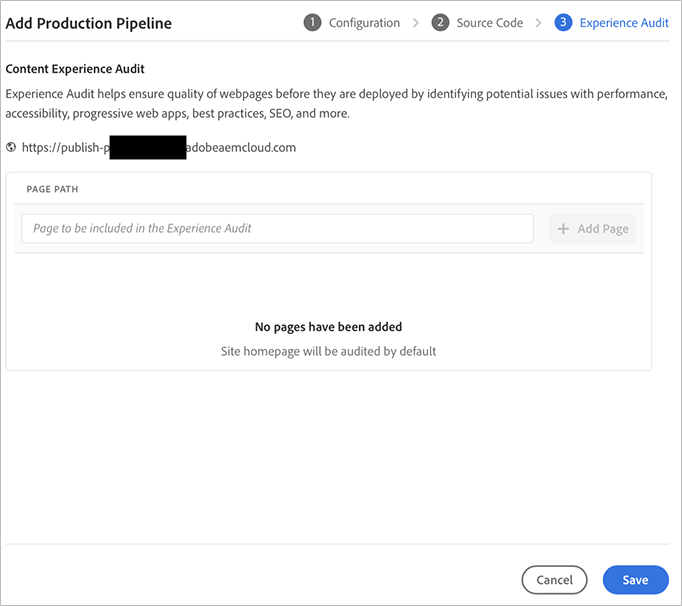 Add Production Pipeline
1 Configuration > 2 Source Code > 3 Experience Audit
Content Experience Audit
Experience Audit helps ensure quality of webpages before they are deployed by identifying potential issues with performance,
accessibility, progressive web apps, best practices, SEO, and more.
https://publish-p adobeaemcloud.com
PAGE PATH
Page to be included in the Experience Audit
+ Add Page
No pages have been added
Site homepage will be audited by default
Cancel
Save